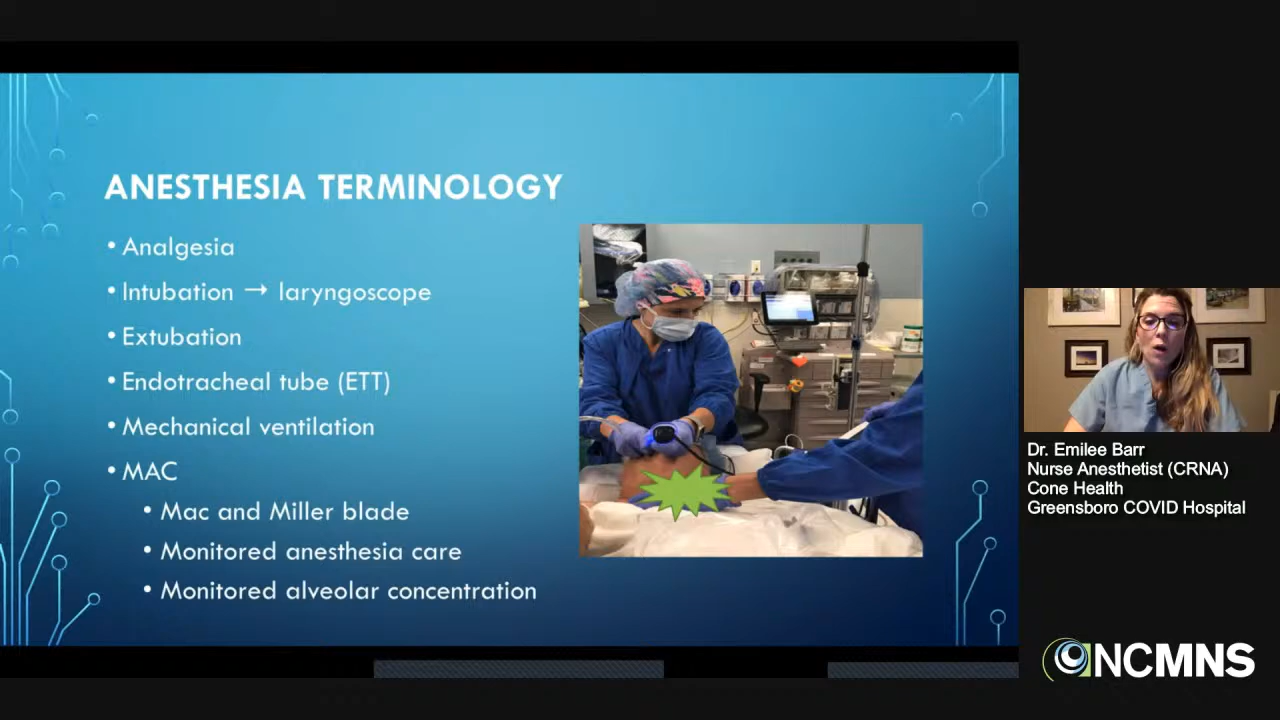 ANESTHESIA TERMINOLOGY
• Analgesia
• Intubation → laryngoscope
• Extubation
• Endotracheal tube (ETT)
• Mechanical ventilation
• MAC
• Mac and Miller blade
• Monitored anesthesia care
• Monitored alveolar concentration
Dr. Emilee Barr
Nurse Anesthetist (CRNA)
Cone Health
Greensboro COVID Hospital
NCMNS